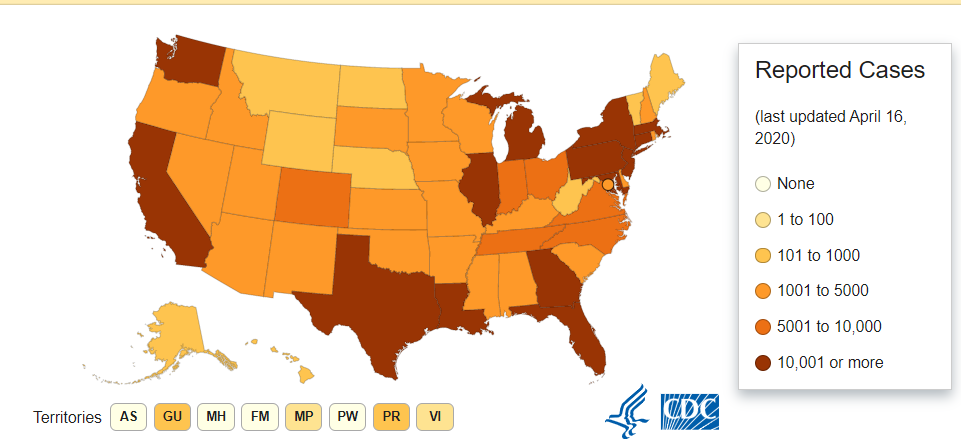 Reported Cases
(last updated April 16,
2020)
None
1 to 100
101 to 1000
1001 to 5000
5001 to 10,000
10,001 or more
Territories AS GU MH FM MP PW PR VI
CDC